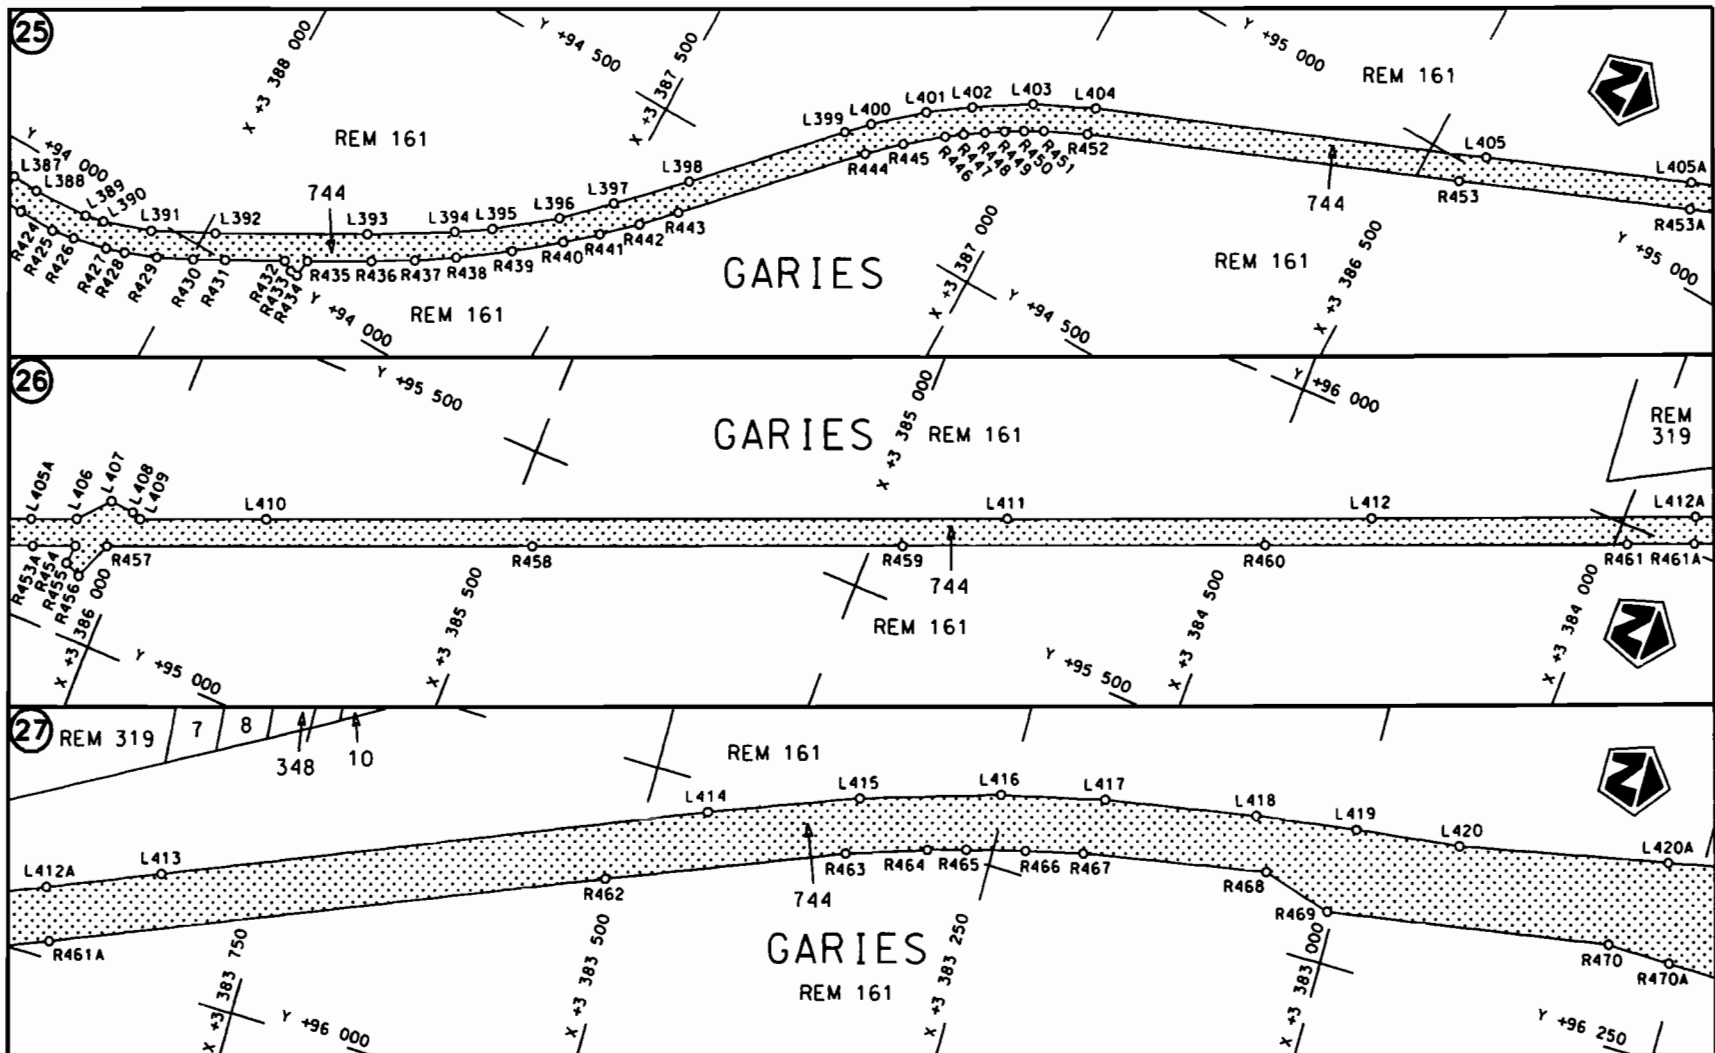 25
X +3 388 000
Y +94 500
X +3 387 500
Y +95 000
REM 161
REM 161
Y +94 000
L387
L388
L389
L390
L391
L392
744
L393
L394
L395
L396
L397
L398
L399
L400
L401
L402
L403
L404
L405
L405A
R424
R425
R426
R427
R428
R429
R430
R431
R432
R433
R434
R435
R436
R437
R438
R439
R440
R441
R442
R443
R444
R445
R446
R447
R448
R449
R450
R451
R452
744
R453
R453A
Y +94 000
REM 161
GARIES
X +3 387 000
Y +94 500
REM 161
X +3 386 500
Y +95 000
26
Y +95 500
GARIES
X +3 385 000
REM 161
Y +96 000
REM
319
L405A
L406
L407
L408
L409
L410
L411
L412
L412A
R453A
R454
R455
R456
R457
R458
R459
744
R460
R461
R461A
X +3 386 000
Y +95 000
X +3 385 500
REM 161
Y +95 500
X +3 384 500
X +3 384 000
27
REM 319
7
8
348
10
REM 161
L412A
L413
L414
L415
L416
L417
L418
L419
L420
L420A
R461A
R462
744
R463
R464
R465
R466
R467
R468
R469
R470
R470A
X +3 383 750
Y +96 000
X +3 383 500
GARIES
REM 161
X +3 383 250
X +3 383 000
Y +96 250